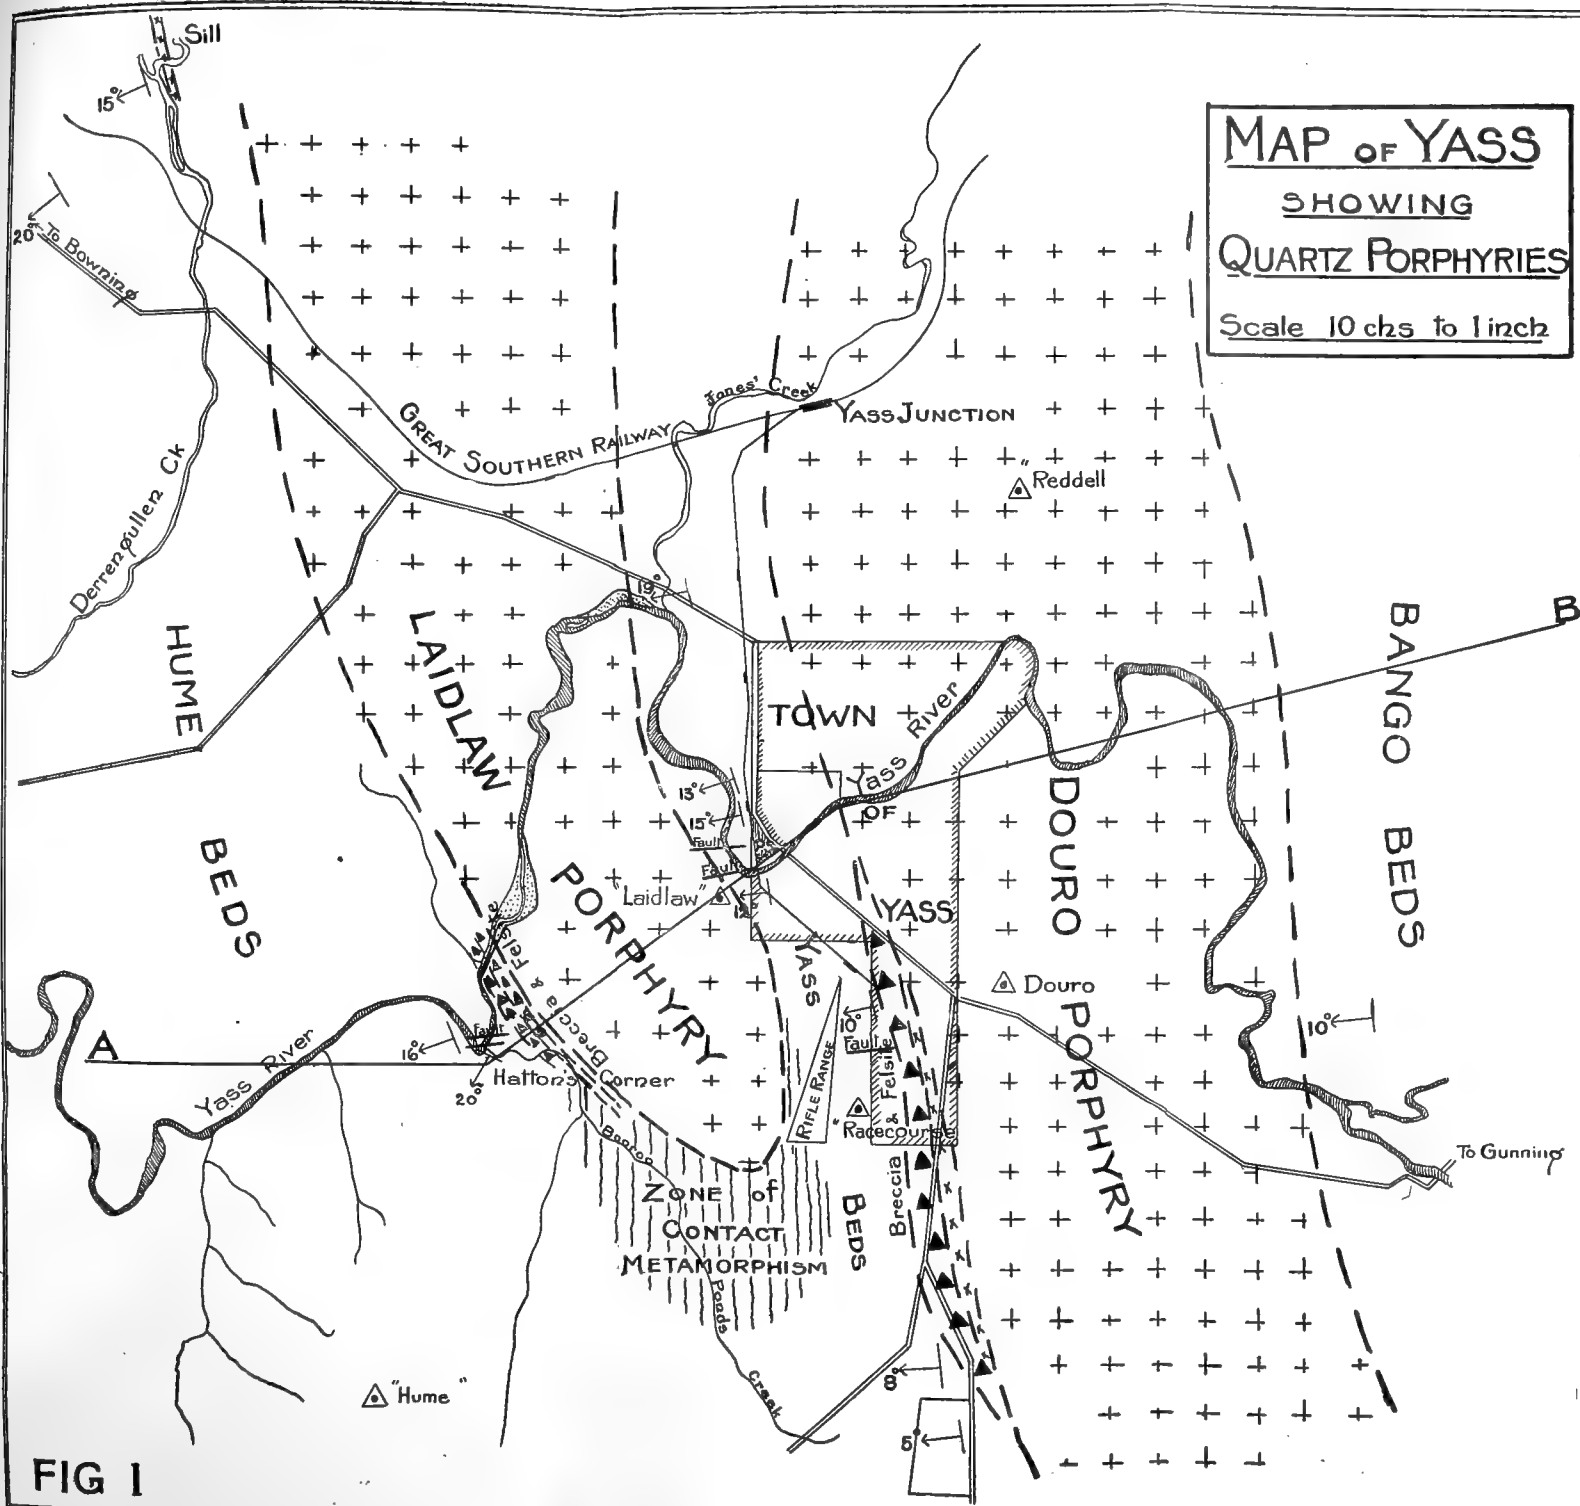 MAP OF YASS
SHOWING
QUARTZ PORPHYRIES
Scale 10 chs to 1 inch
Sill
15°
20°
To Bowning
Derrengullen Ck
GREAT SOUTHERN RAILWAY
Jones' Creek
YASS JUNCTION
"Reddell
19°
HUME
BEDS
LAIDLAW
PORPHYRY
TOWN
OF
YASS
Yass River
DOURO
PORPHYRY
BANGO
BEDS
B
13°
15°
Fault
Fault
"Laidlaw"
12°
YASS
BEDS
Breccia & Felsite
Fault
Hatton's Corner
16°
20°
A
Yass River
Booroo
Ponds
Creek
ZONE of
CONTACT
METAMORPHISM
RIFLE RANGE
10°
Fault
"Racecourse
Breccia & Felsite
Douro
10°
To Gunning
8°
5°
"Hume"
FIG 1